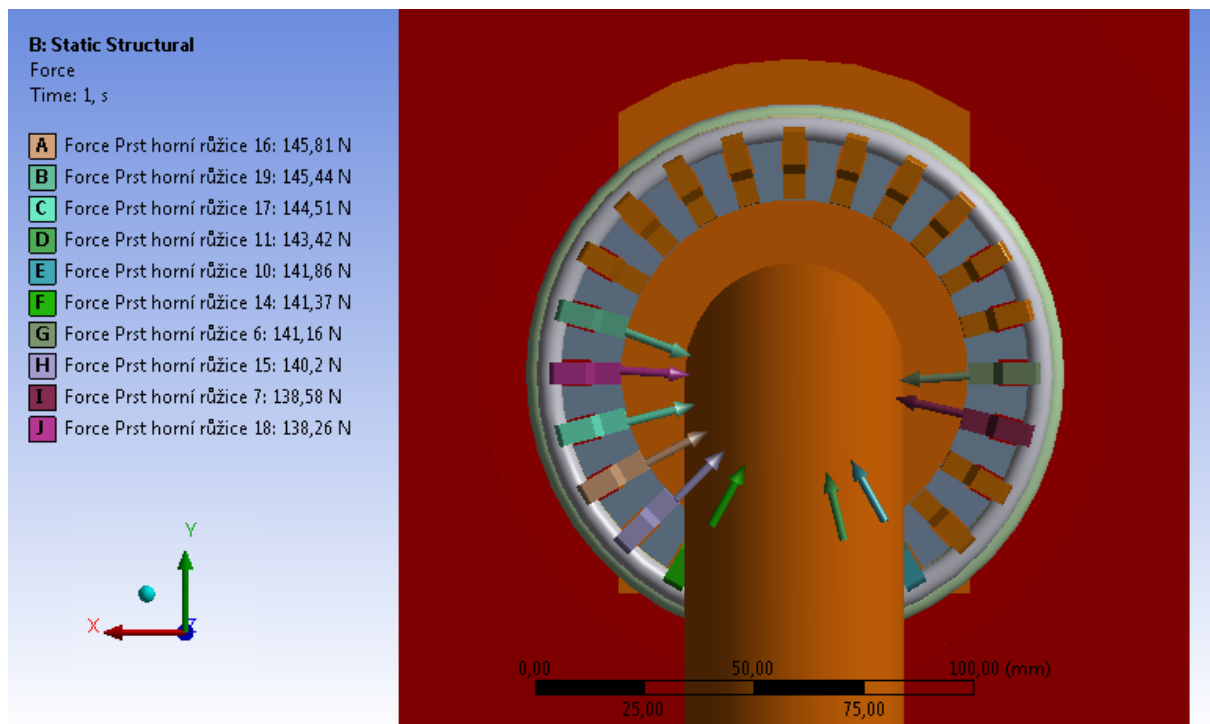 B: Static Structural
Force
Time: 1, s
A Force Prst horní růžice 16: 145,81 N
B Force Prst horní růžice 19: 145,44 N
C Force Prst horní růžice 17: 144,51 N
D Force Prst horní růžice 11: 143,42 N
E Force Prst horní růžice 10: 141,86 N
F Force Prst horní růžice 14: 141,37 N
G Force Prst horní růžice 6: 141,16 N
H Force Prst horní růžice 15: 140,2 N
I Force Prst horní růžice 7: 138,58 N
J Force Prst horní růžice 18: 138,26 N
Y
X
Z
0,00 50,00 100,00 (mm)
25,00 75,00